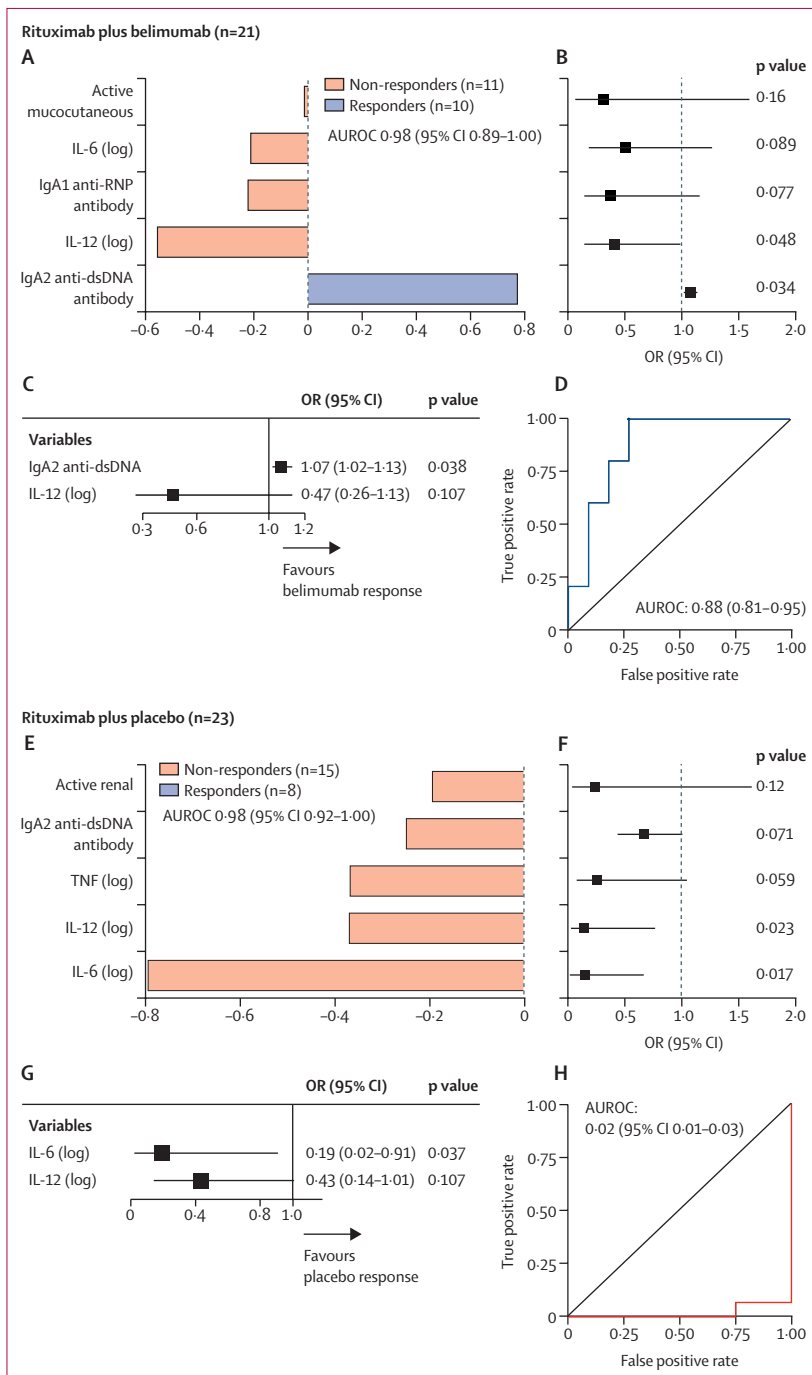 Rituximab plus belimumab (n=21)
A
Active
mucocutaneous
IL-6 (log)
IgA1 anti-RNP
antibody
IL-12 (log)
IgA2 anti-dsDNA
antibody
Non-responders (n=11)
Responders (n=10)
AUROC 0·98 (95% CI 0·89–1·00)
–0·6 –0·4 –0·2 0 0·2 0·4 0·6 0·8
B
p value
0·16
0·089
0·077
0·048
0·034
0 0·5 1·0 1·5 2·0
OR (95% CI)
C
OR (95% CI) p value
Variables
IgA2 anti-dsDNA 1·07 (1·02–1·13) 0·038
IL-12 (log) 0·47 (0·26–1·13) 0·107
0·3 0·6 1·0 1·2
Favours
belimumab response
D
True positive rate
1·00
0·75
0·50
0·25
0
AUROC: 0·88 (0·81–0·95)
0 0·25 0·50 0·75 1·00
False positive rate
Rituximab plus placebo (n=23)
E
Active renal
IgA2 anti-dsDNA
antibody
TNF (log)
IL-12 (log)
IL-6 (log)
Non-responders (n=15)
Responders (n=8)
AUROC 0·98 (95% CI 0·92–1·00)
–0·8 –0·6 –0·4 –0·2 0
F
p value
0·12
0·071
0·059
0·023
0·017
0 0·5 1·0 1·5 2·0
OR (95% CI)
G
OR (95% CI) p value
Variables
IL-6 (log) 0·19 (0·02–0·91) 0·037
IL-12 (log) 0·43 (0·14–1·01) 0·107
0 0·4 0·8 1·0
Favours
placebo response
H
True positive rate
1·00
0·75
0·50
0·25
0
AUROC:
0·02 (95% CI 0·01–0·03)
0 0·25 0·50 0·75 1·00
False positive rate